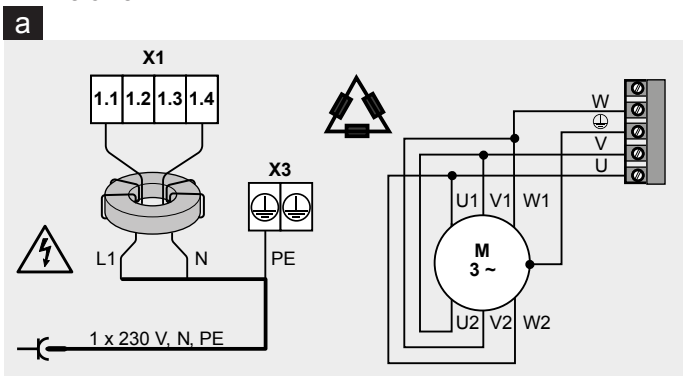 a
X1
1.1 1.2 1.3 1.4
X3
W
V
U
U1 V1 W1
M
3 ~
L1 N PE
U2 V2 W2
1 x 230 V, N, PE